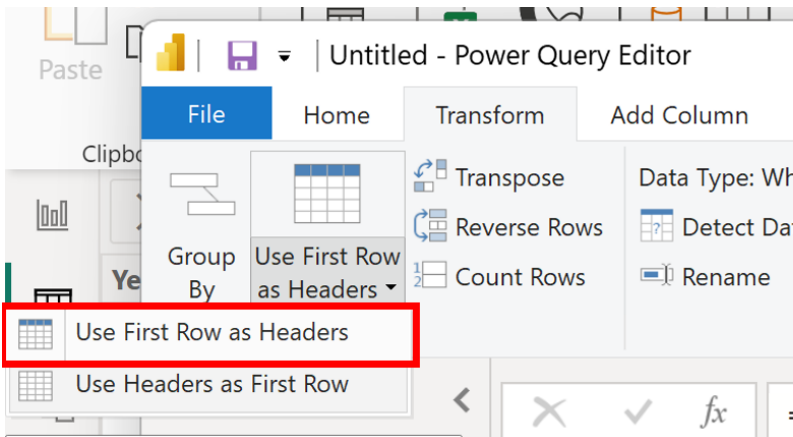 Paste
Untitled - Power Query Editor
File Home Transform Add Column
Group By
Use First Row as Headers
Transpose
Reverse Rows
1 2 Count Rows
Data Type: Wh
? Detect Da
Rename
Clipbo
Ye
Use First Row as Headers
Use Headers as First Row
fx =